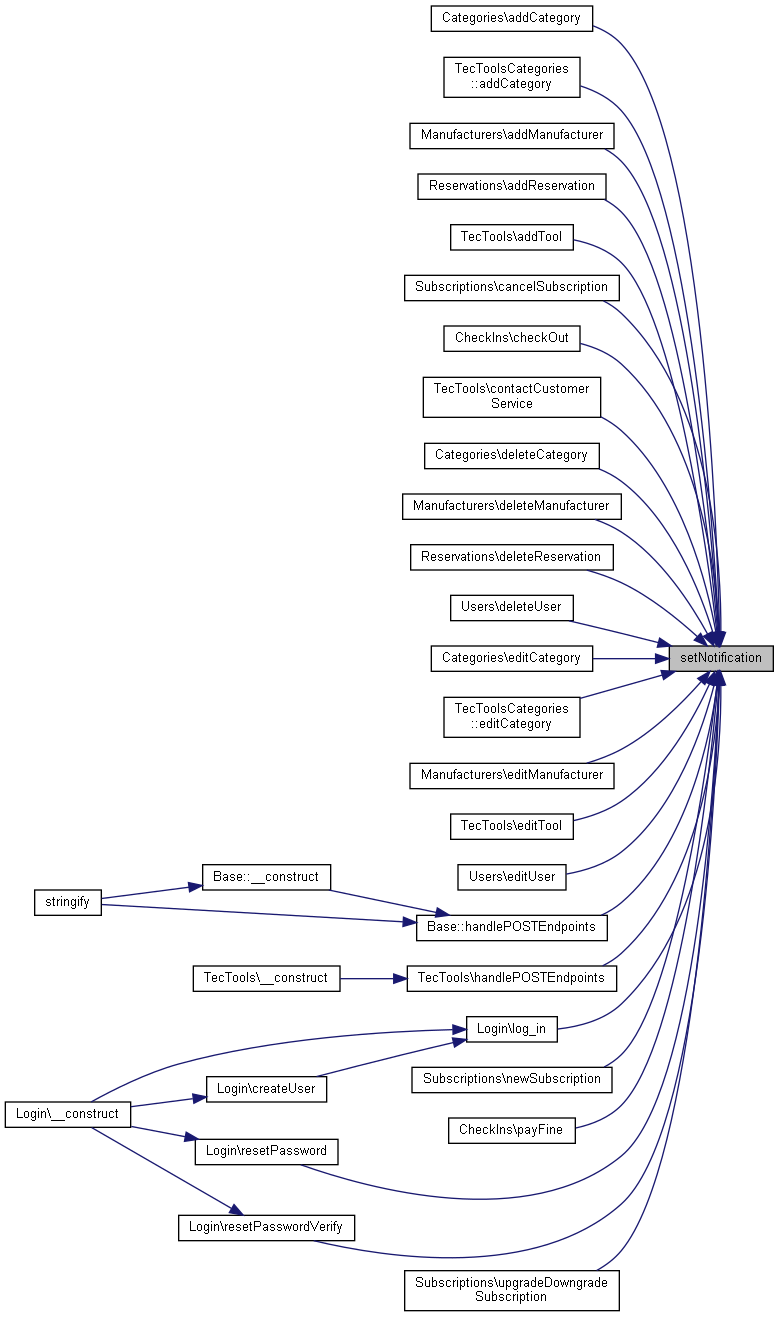 Categories\addCategory
TecToolsCategories
::addCategory
Manufacturers\addManufacturer
Reservations\addReservation
TecTools\addTool
Subscriptions\cancelSubscription
CheckIns\checkOut
TecTools\contactCustomer
Service
Categories\deleteCategory
Manufacturers\deleteManufacturer
Reservations\deleteReservation
Users\deleteUser
setNotification
Categories\editCategory
TecToolsCategories
::editCategory
Manufacturers\editManufacturer
TecTools\editTool
Users\editUser
Base::__construct
stringify
Base::handlePOSTEndpoints
TecTools\__construct
TecTools\handlePOSTEndpoints
Login\log_in
Subscriptions\newSubscription
Login\createUser
Login\__construct
CheckIns\payFine
Login\resetPassword
Login\resetPasswordVerify
Subscriptions\upgradeDowngrade
Subscription